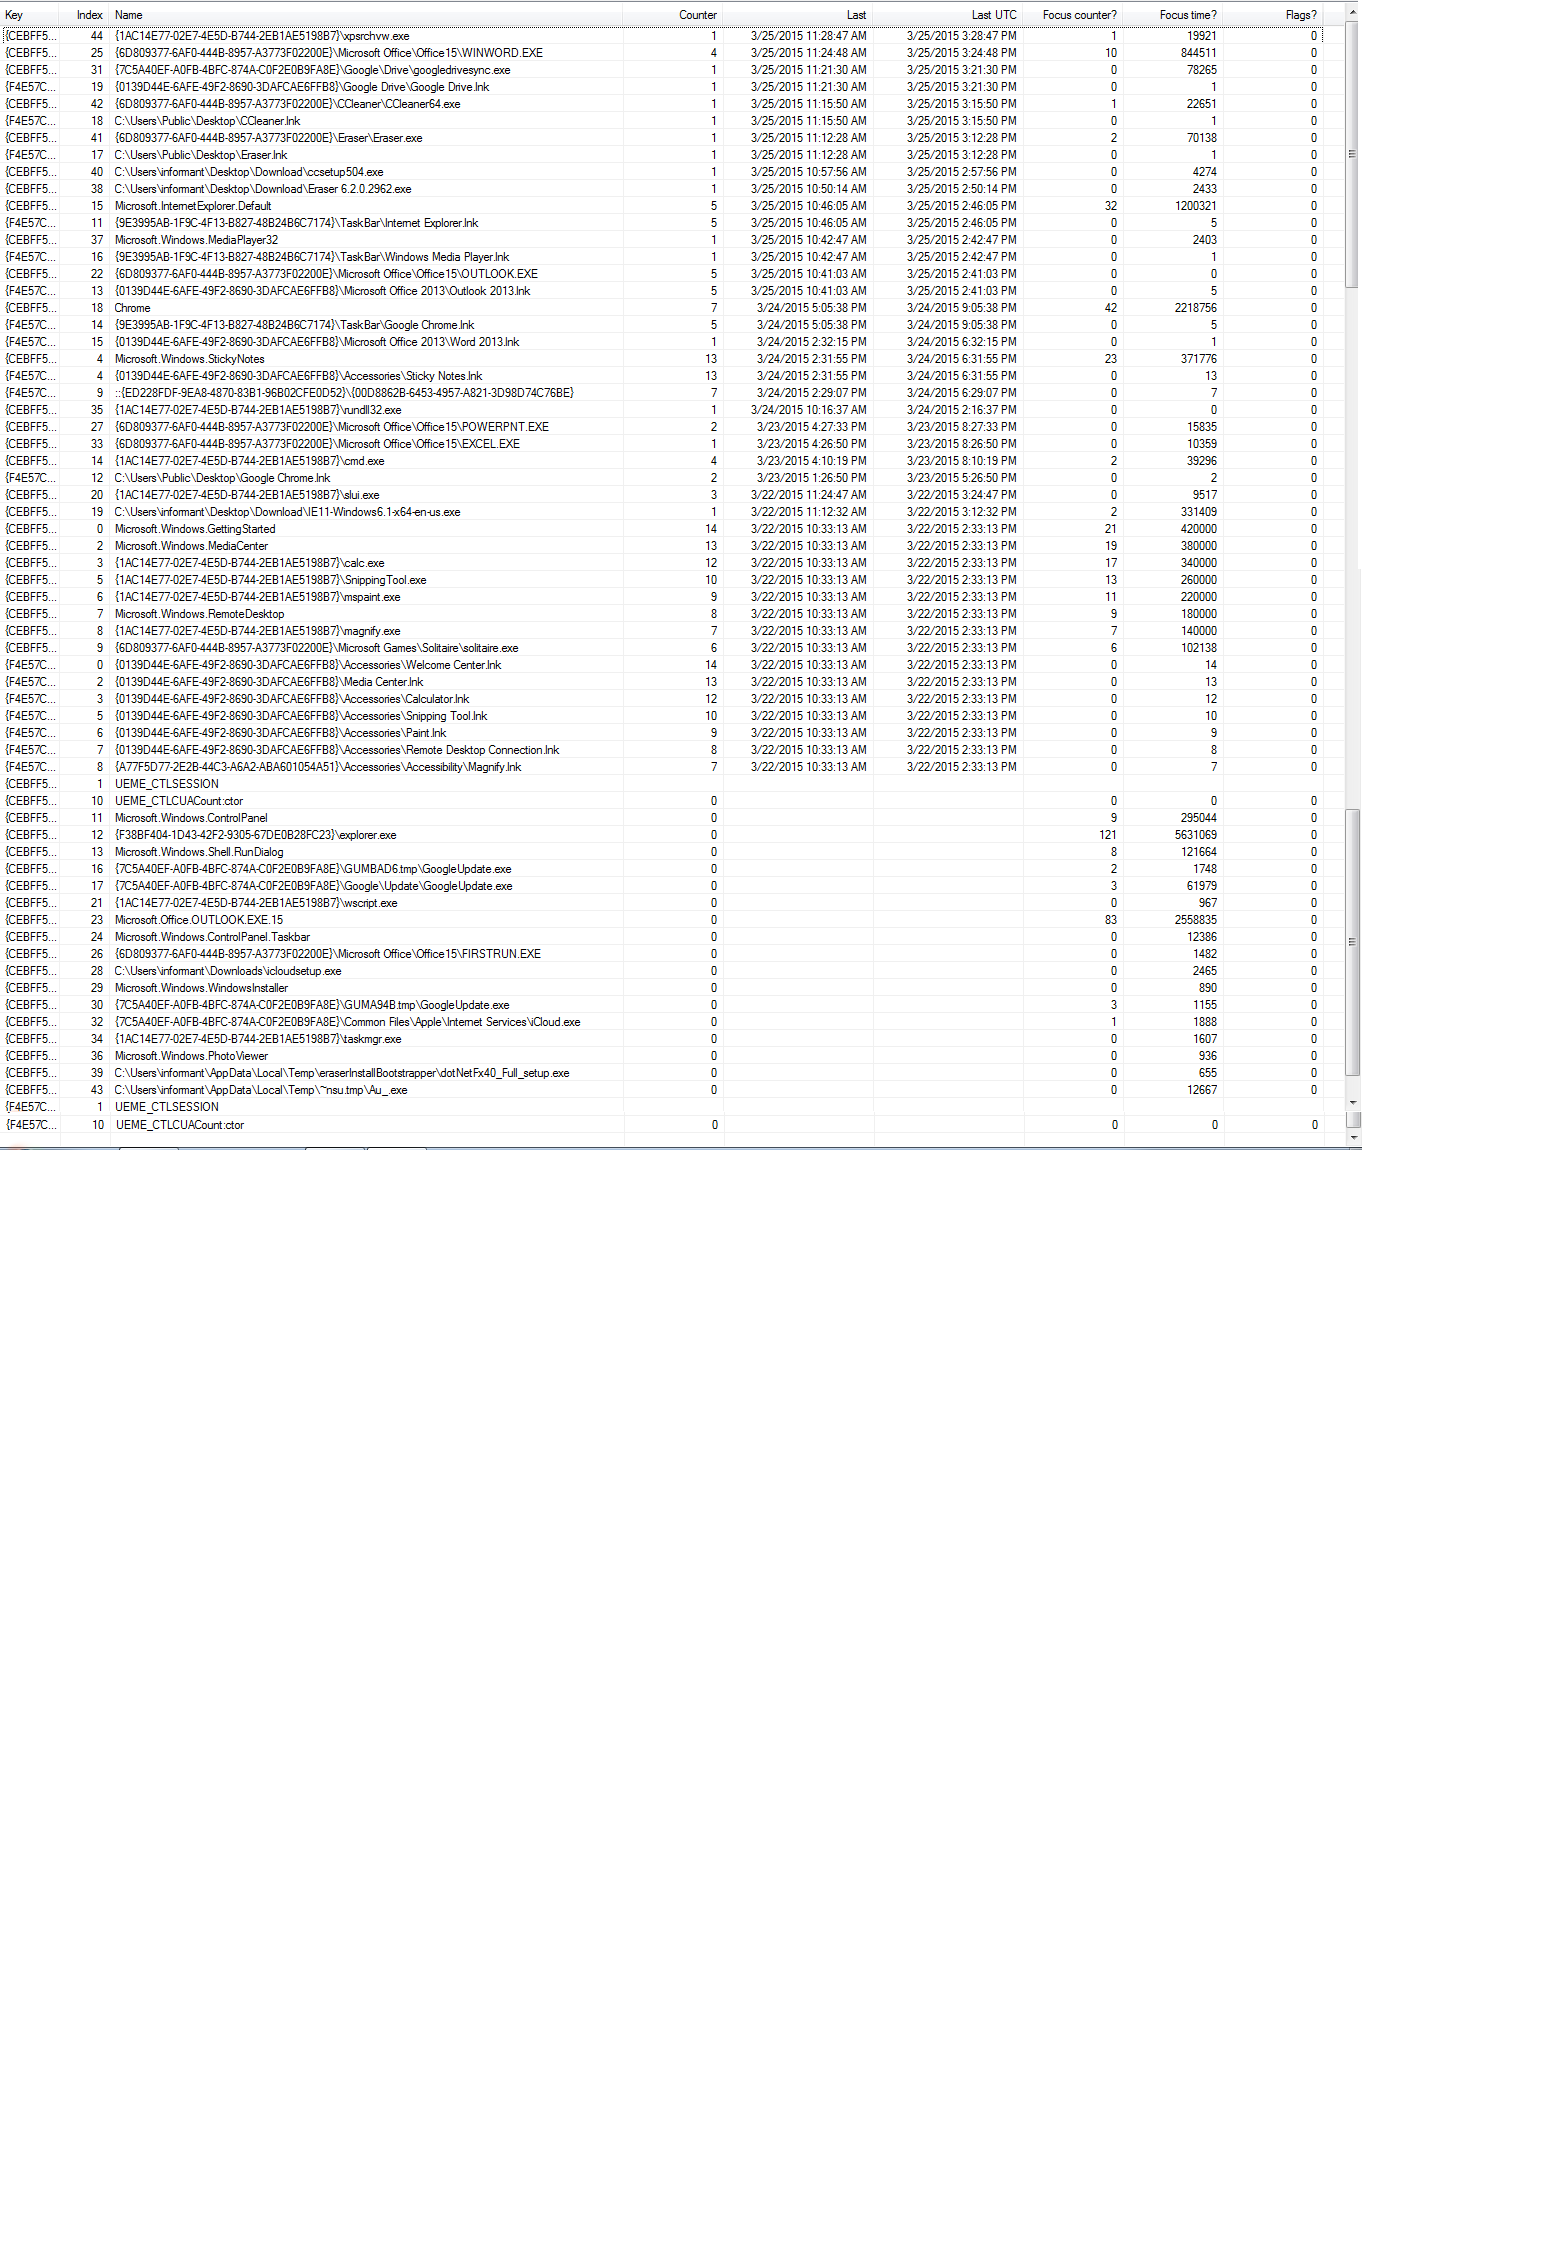 Key Index Name Counter Last Last UTC Focus counter? Focus time? Flags?
{CEBFF5... 44 {1AC14E77-02E7-4E5D-B744-2EB1AE5198B7}\xpsrchvw.exe 1 3/25/2015 11:28:47 AM 3/25/2015 3:28:47 PM 1 19921 0
{CEBFF5... 25 {6D809377-6AF0-444B-8957-A3773F02200E}\Microsoft Office\Office15\WINWORD.EXE 4 3/25/2015 11:24:48 AM 3/25/2015 3:24:48 PM 10 844511 0
{CEBFF5... 31 {7C5A40EF-A0FB-4BFC-874A-C0F2E0B9FA8E}\Google\Drive\googledrivesync.exe 1 3/25/2015 11:21:30 AM 3/25/2015 3:21:30 PM 0 78265 0
{F4E57C... 19 {0139D44E-6AFE-49F2-8690-3DAFCAE6FFB8}\Google Drive\Google Drive.lnk 1 3/25/2015 11:21:30 AM 3/25/2015 3:21:30 PM 0 1 0
{CEBFF5... 42 {6D809377-6AF0-444B-8957-A3773F02200E}\CCleaner\CCleaner64.exe 1 3/25/2015 11:15:50 AM 3/25/2015 3:15:50 PM 1 22651 0
{F4E57C... 18 C:\Users\Public\Desktop\CCleaner.lnk 1 3/25/2015 11:15:50 AM 3/25/2015 3:15:50 PM 0 1 0
{CEBFF5... 41 {6D809377-6AF0-444B-8957-A3773F02200E}\Eraser\Eraser.exe 1 3/25/2015 11:12:28 AM 3/25/2015 3:12:28 PM 2 70138 0
{F4E57C... 17 C:\Users\Public\Desktop\Eraser.lnk 1 3/25/2015 11:12:28 AM 3/25/2015 3:12:28 PM 0 1 0
{CEBFF5... 40 C:\Users\informant\Desktop\Download\ccsetup504.exe 1 3/25/2015 10:57:56 AM 3/25/2015 2:57:56 PM 0 4274 0
{CEBFF5... 38 C:\Users\informant\Desktop\Download\Eraser 6.2.0.2962.exe 1 3/25/2015 10:50:14 AM 3/25/2015 2:50:14 PM 0 2433 0
{CEBFF5... 15 Microsoft.InternetExplorer.Default 5 3/25/2015 10:46:05 AM 3/25/2015 2:46:05 PM 32 1200321 0
{F4E57C... 11 {9E3995AB-1F9C-4F13-B827-48B24B6C7174}\TaskBar\Internet Explorer.lnk 5 3/25/2015 10:46:05 AM 3/25/2015 2:46:05 PM 0 5 0
{CEBFF5... 37 Microsoft.Windows.MediaPlayer32 1 3/25/2015 10:42:47 AM 3/25/2015 2:42:47 PM 0 2403 0
{F4E57C... 16 {9E3995AB-1F9C-4F13-B827-48B24B6C7174}\TaskBar\Windows Media Player.lnk 1 3/25/2015 10:42:47 AM 3/25/2015 2:42:47 PM 0 1 0
{CEBFF5... 22 {6D809377-6AF0-444B-8957-A3773F02200E}\Microsoft Office\Office15\OUTLOOK.EXE 5 3/25/2015 10:41:03 AM 3/25/2015 2:41:03 PM 0 0 0
{F4E57C... 13 {0139D44E-6AFE-49F2-8690-3DAFCAE6FFB8}\Microsoft Office 2013\Outlook 2013.lnk 5 3/25/2015 10:41:03 AM 3/25/2015 2:41:03 PM 0 5 0
{CEBFF5... 18 Chrome 7 3/24/2015 5:05:38 PM 3/24/2015 9:05:38 PM 42 2218756 0
{F4E57C... 14 {9E3995AB-1F9C-4F13-B827-48B24B6C7174}\TaskBar\Google Chrome.lnk 5 3/24/2015 5:05:38 PM 3/24/2015 9:05:38 PM 0 5 0
{F4E57C... 15 {0139D44E-6AFE-49F2-8690-3DAFCAE6FFB8}\Microsoft Office 2013\Word 2013.lnk 1 3/24/2015 2:32:15 PM 3/24/2015 6:32:15 PM 0 1 0
{CEBFF5... 4 Microsoft.Windows.StickyNotes 13 3/24/2015 2:31:55 PM 3/24/2015 6:31:55 PM 23 371776 0
{F4E57C... 4 {0139D44E-6AFE-49F2-8690-3DAFCAE6FFB8}\Accessories\Sticky Notes.lnk 13 3/24/2015 2:31:55 PM 3/24/2015 6:31:55 PM 0 13 0
{F4E57C... 9 ::{ED228FDF-9EA8-4870-83B1-96B02CFE0D52}\{00D8862B-6453-4957-A821-3D98D74C76BE} 7 3/24/2015 2:29:07 PM 3/24/2015 6:29:07 PM 0 7 0
{CEBFF5... 35 {1AC14E77-02E7-4E5D-B744-2EB1AE5198B7}\rundll32.exe 1 3/24/2015 10:16:37 AM 3/24/2015 2:16:37 PM 0 0 0
{CEBFF5... 27 {6D809377-6AF0-444B-8957-A3773F02200E}\Microsoft Office\Office15\POWERPNT.EXE 2 3/23/2015 4:27:33 PM 3/23/2015 8:27:33 PM 0 15835 0
{CEBFF5... 33 {6D809377-6AF0-444B-8957-A3773F02200E}\Microsoft Office\Office15\EXCEL.EXE 1 3/23/2015 4:26:50 PM 3/23/2015 8:26:50 PM 0 10359 0
{CEBFF5... 14 {1AC14E77-02E7-4E5D-B744-2EB1AE5198B7}\cmd.exe 4 3/23/2015 4:10:19 PM 3/23/2015 8:10:19 PM 2 39296 0
{F4E57C... 12 C:\Users\Public\Desktop\Google Chrome.lnk 2 3/23/2015 1:26:50 PM 3/23/2015 5:26:50 PM 0 2 0
{CEBFF5... 20 {1AC14E77-02E7-4E5D-B744-2EB1AE5198B7}\slui.exe 3 3/22/2015 11:24:47 AM 3/22/2015 3:24:47 PM 0 9517 0
{CEBFF5... 19 C:\Users\informant\Desktop\Download\IE11-Windows6.1-x64-en-us.exe 1 3/22/2015 11:12:32 AM 3/22/2015 3:12:32 PM 2 331409 0
{CEBFF5... 0 Microsoft.Windows.GettingStarted 14 3/22/2015 10:33:13 AM 3/22/2015 2:33:13 PM 21 420000 0
{CEBFF5... 2 Microsoft.Windows.MediaCenter 13 3/22/2015 10:33:13 AM 3/22/2015 2:33:13 PM 19 380000 0
{CEBFF5... 3 {1AC14E77-02E7-4E5D-B744-2EB1AE5198B7}\calc.exe 12 3/22/2015 10:33:13 AM 3/22/2015 2:33:13 PM 17 340000 0
{CEBFF5... 5 {1AC14E77-02E7-4E5D-B744-2EB1AE5198B7}\SnippingTool.exe 10 3/22/2015 10:33:13 AM 3/22/2015 2:33:13 PM 13 260000 0
{CEBFF5... 6 {1AC14E77-02E7-4E5D-B744-2EB1AE5198B7}\mspaint.exe 9 3/22/2015 10:33:13 AM 3/22/2015 2:33:13 PM 11 220000 0
{CEBFF5... 7 Microsoft.Windows.RemoteDesktop 8 3/22/2015 10:33:13 AM 3/22/2015 2:33:13 PM 9 180000 0
{CEBFF5... 8 {1AC14E77-02E7-4E5D-B744-2EB1AE5198B7}\magnify.exe 7 3/22/2015 10:33:13 AM 3/22/2015 2:33:13 PM 7 140000 0
{CEBFF5... 9 {6D809377-6AF0-444B-8957-A3773F02200E}\Microsoft Games\Solitaire\solitaire.exe 6 3/22/2015 10:33:13 AM 3/22/2015 2:33:13 PM 6 102138 0
{F4E57C... 0 {0139D44E-6AFE-49F2-8690-3DAFCAE6FFB8}\Accessories\Welcome Center.lnk 14 3/22/2015 10:33:13 AM 3/22/2015 2:33:13 PM 0 14 0
{F4E57C... 2 {0139D44E-6AFE-49F2-8690-3DAFCAE6FFB8}\Media Center.lnk 13 3/22/2015 10:33:13 AM 3/22/2015 2:33:13 PM 0 13 0
{F4E57C... 3 {0139D44E-6AFE-49F2-8690-3DAFCAE6FFB8}\Accessories\Calculator.lnk 12 3/22/2015 10:33:13 AM 3/22/2015 2:33:13 PM 0 12 0
{F4E57C... 5 {0139D44E-6AFE-49F2-8690-3DAFCAE6FFB8}\Accessories\Snipping Tool.lnk 10 3/22/2015 10:33:13 AM 3/22/2015 2:33:13 PM 0 10 0
{F4E57C... 6 {0139D44E-6AFE-49F2-8690-3DAFCAE6FFB8}\Accessories\Paint.lnk 9 3/22/2015 10:33:13 AM 3/22/2015 2:33:13 PM 0 9 0
{F4E57C... 7 {0139D44E-6AFE-49F2-8690-3DAFCAE6FFB8}\Accessories\Remote Desktop Connection.lnk 8 3/22/2015 10:33:13 AM 3/22/2015 2:33:13 PM 0 8 0
{F4E57C... 8 {A77F5D77-2E2B-44C3-A6A2-ABA601054A51}\Accessories\Accessibility\Magnify.lnk 7 3/22/2015 10:33:13 AM 3/22/2015 2:33:13 PM 0 7 0
{CEBFF5... 1 UEME_CTLSESSION
{CEBFF5... 10 UEME_CTLCUACount:ctor 0 0 0 0
{CEBFF5... 11 Microsoft.Windows.ControlPanel 0 9 295044 0
{CEBFF5... 12 {F38BF404-1D43-42F2-9305-67DE0B28FC23}\explorer.exe 0 121 5631069 0
{CEBFF5... 13 Microsoft.Windows.Shell.RunDialog 0 8 121664 0
{CEBFF5... 16 {7C5A40EF-A0FB-4BFC-874A-C0F2E0B9FA8E}\GUMBAD6.tmp\GoogleUpdate.exe 0 2 1748 0
{CEBFF5... 17 {7C5A40EF-A0FB-4BFC-874A-C0F2E0B9FA8E}\Google\Update\GoogleUpdate.exe 0 3 61979 0
{CEBFF5... 21 {1AC14E77-02E7-4E5D-B744-2EB1AE5198B7}\wscript.exe 0 0 967 0
{CEBFF5... 23 Microsoft.Office.OUTLOOK.EXE.15 0 83 2558835 0
{CEBFF5... 24 Microsoft.Windows.ControlPanel.Taskbar 0 0 12386 0
{CEBFF5... 26 {6D809377-6AF0-444B-8957-A3773F02200E}\Microsoft Office\Office15\FIRSTRUN.EXE 0 0 1482 0
{CEBFF5... 28 C:\Users\informant\Downloads\icloudsetup.exe 0 0 2465 0
{CEBFF5... 29 Microsoft.Windows.WindowsInstaller 0 0 890 0
{CEBFF5... 30 {7C5A40EF-A0FB-4BFC-874A-C0F2E0B9FA8E}\GUMA94B.tmp\GoogleUpdate.exe 0 3 1155 0
{CEBFF5... 32 {7C5A40EF-A0FB-4BFC-874A-C0F2E0B9FA8E}\Common Files\Apple\Internet Services\iCloud.exe 0 1 1888 0
{CEBFF5... 34 {1AC14E77-02E7-4E5D-B744-2EB1AE5198B7}\taskmgr.exe 0 0 1607 0
{CEBFF5... 36 Microsoft.Windows.PhotoViewer 0 0 936 0
{CEBFF5... 39 C:\Users\informant\AppData\Local\Temp\eraserInstallBootstrapper\dotNetFx40_Full_setup.exe 0 0 655 0
{CEBFF5... 43 C:\Users\informant\AppData\Local\Temp\~nsu.tmp\Au_.exe 0 0 12667 0
{F4E57C... 1 UEME_CTLSESSION
{F4E57C... 10 UEME_CTLCUACount:ctor 0 0 0 0